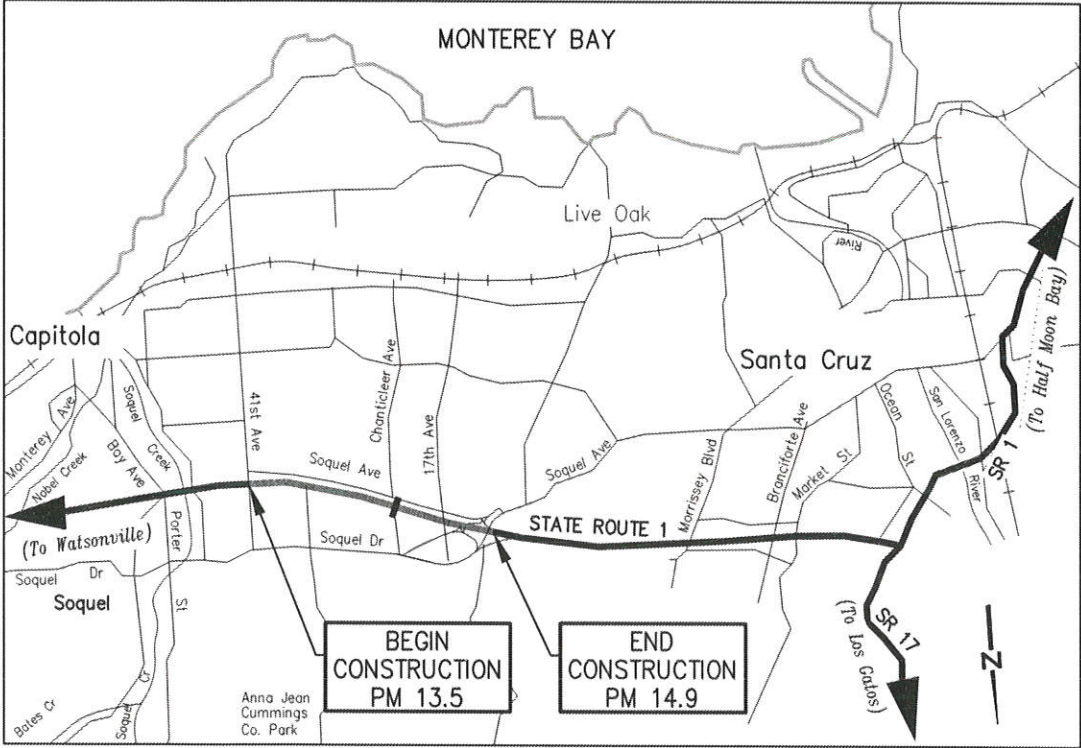 MONTEREY BAY
Live Oak
River
Capitola
Santa Cruz
41st Ave
Chanticleer Ave
17th Ave
Soquel Ave
Soquel Ave
Monterey Ave
Nobel Creek
Bay Ave
Soquel Creek
Porter St
Morrissey Blvd
Branciforte Ave
Market St
Ocean St
San Lorenzo River
SR 1
(To Half Moon Bay)
(To Watsonville)
Soquel Dr
STATE ROUTE 1
Soquel Dr
Soquel
BEGIN
CONSTRUCTION
PM 13.5
END
CONSTRUCTION
PM 14.9
SR 17
(To Los Gatos)
N
Bates Cr
Soquel Cr
Anna Jean
Cummings
Co. Park